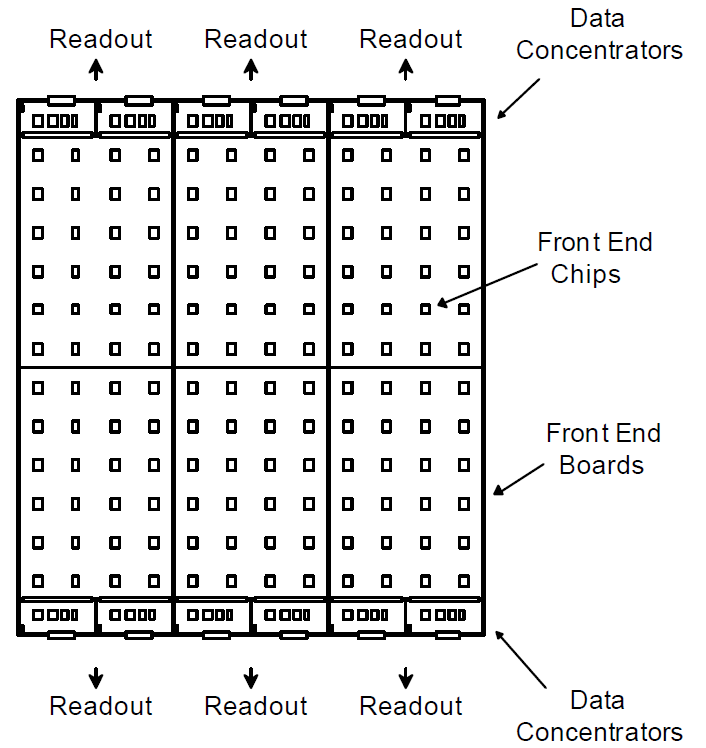 Readout
Readout
Readout
Data
Concentrators
Front End
Chips
Front End
Boards
Readout
Readout
Readout
Data
Concentrators